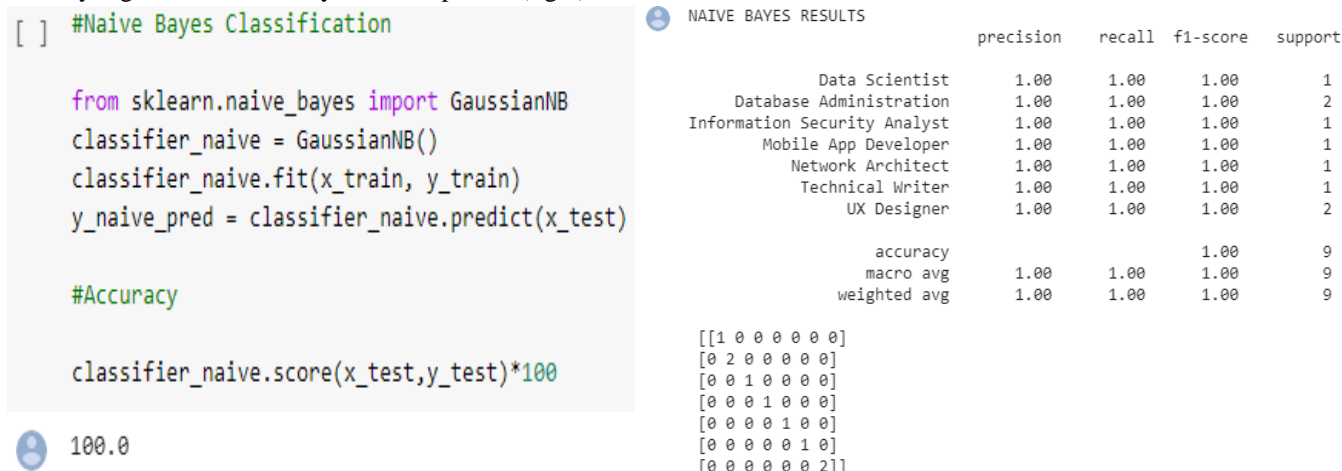 [ ] #Naive Bayes Classification
from sklearn.naive_bayes import GaussianNB
classifier_naive = GaussianNB()
classifier_naive.fit(x_train, y_train)
y_naive_pred = classifier_naive.predict(x_test)
#Accuracy
classifier_naive.score(x_test,y_test)*100
100.0
NAIVE BAYES RESULTS
precision recall f1-score support
Data Scientist 1.00 1.00 1.00 1
Database Administration 1.00 1.00 1.00 2
Information Security Analyst 1.00 1.00 1.00 1
Mobile App Developer 1.00 1.00 1.00 1
Network Architect 1.00 1.00 1.00 1
Technical Writer 1.00 1.00 1.00 1
UX Designer 1.00 1.00 1.00 2
accuracy 1.00 9
macro avg 1.00 1.00 1.00 9
weighted avg 1.00 1.00 1.00 9
[[1 0 0 0 0 0 0]
[0 2 0 0 0 0 0]
[0 0 1 0 0 0 0]
[0 0 0 1 0 0 0]
[0 0 0 0 1 0 0]
[0 0 0 0 0 1 0]
[0 0 0 0 0 0 2]]